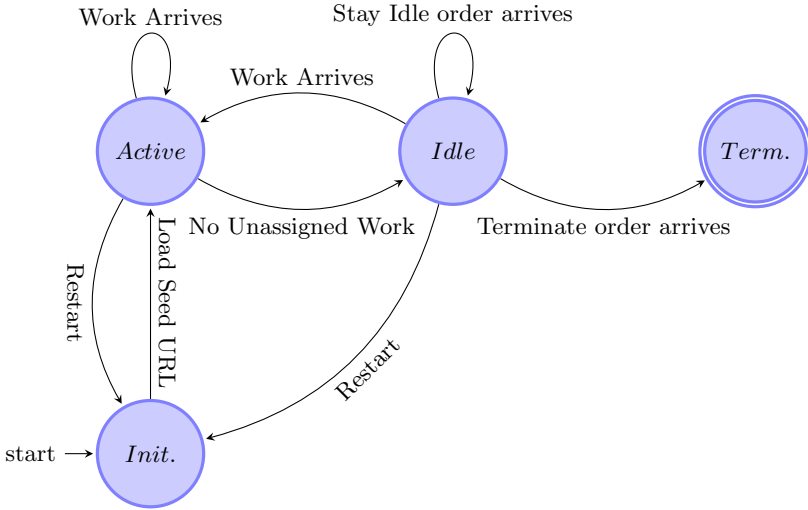 Work Arrives
Stay Idle order arrives
Work Arrives
Active
Idle
Term.
No Unassigned Work
Terminate order arrives
Restart
Load Seed URL
Restart
start
Init.